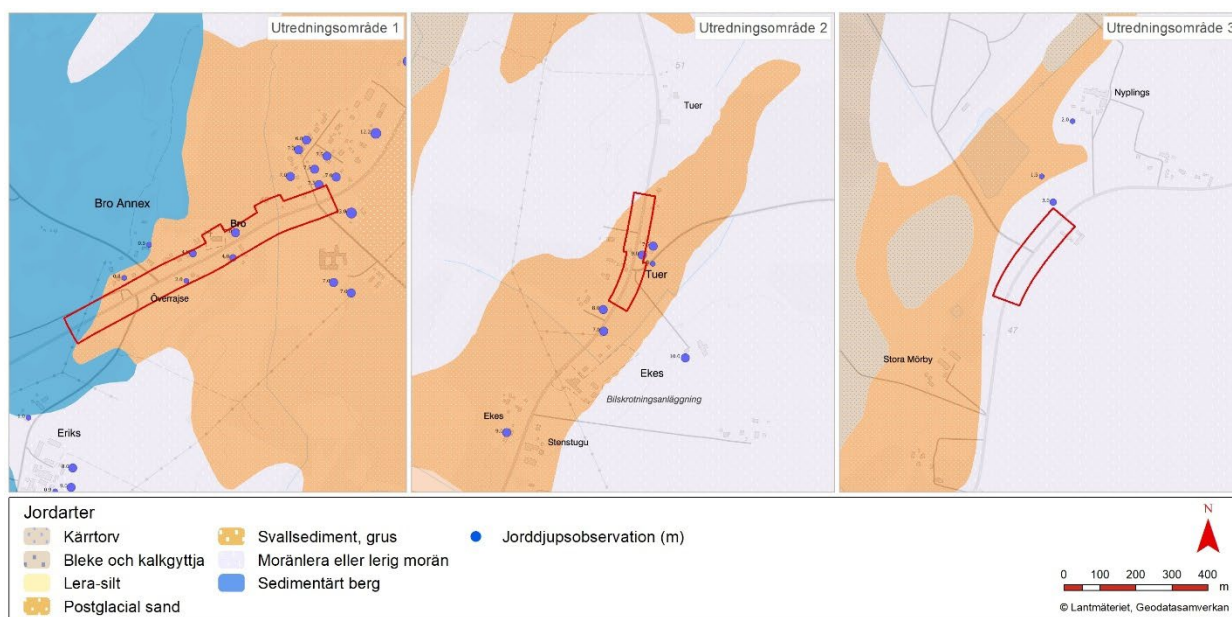 Utredningsområde 1
Utredningsområde 2
Utredningsområde 3
Bro Annex
Bro
Överrajse
Eriks
51
Tuer
Tuer
Ekes
Bilskrotningsanläggning
Ekes
Stenstugu
Nyplings
47
Stora Mörby
Jordarter
Kärrtorv
Bleke och kalkgyttja
Lera-silt
Postglacial sand
Svallsediment, grus
Moränlera eller lerig morän
Sedimentärt berg
Jorddjupsobservation (m)
N
0 100 200 300 400
m
© Lantmäteriet, Geodatasamverkan